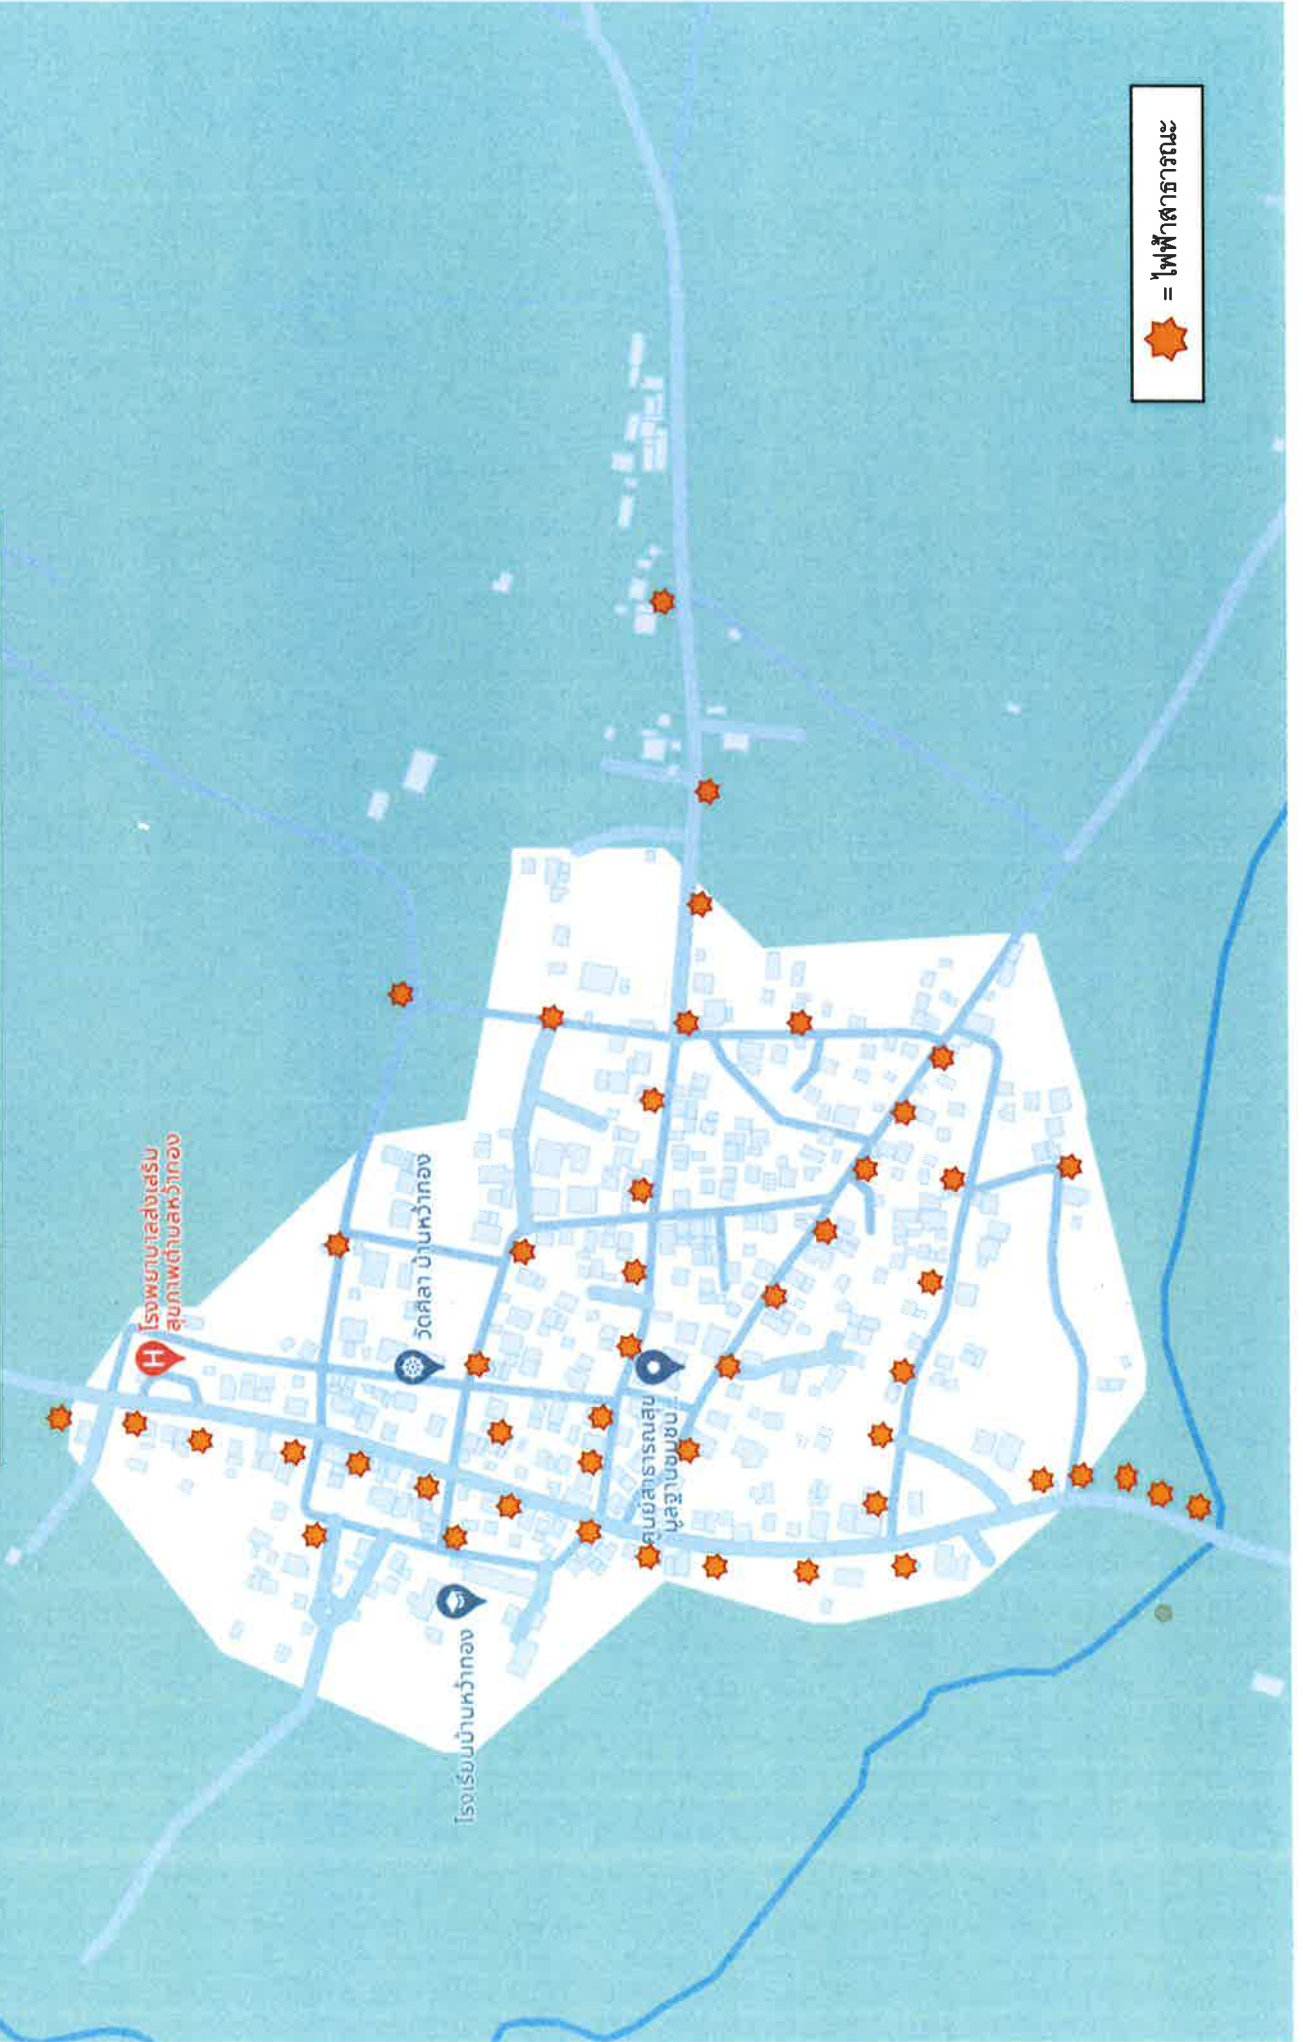 โรงพยาบาลส่งเสริม
สุขภาพตำบลหว้าทอง
วัดศิลา บ้านหว้าทอง
ศูนย์สาธารณสุข
มูลฐานชุมชน
โรงเรียนบ้านหว้าทอง
= ไฟฟ้าสาธารณะ